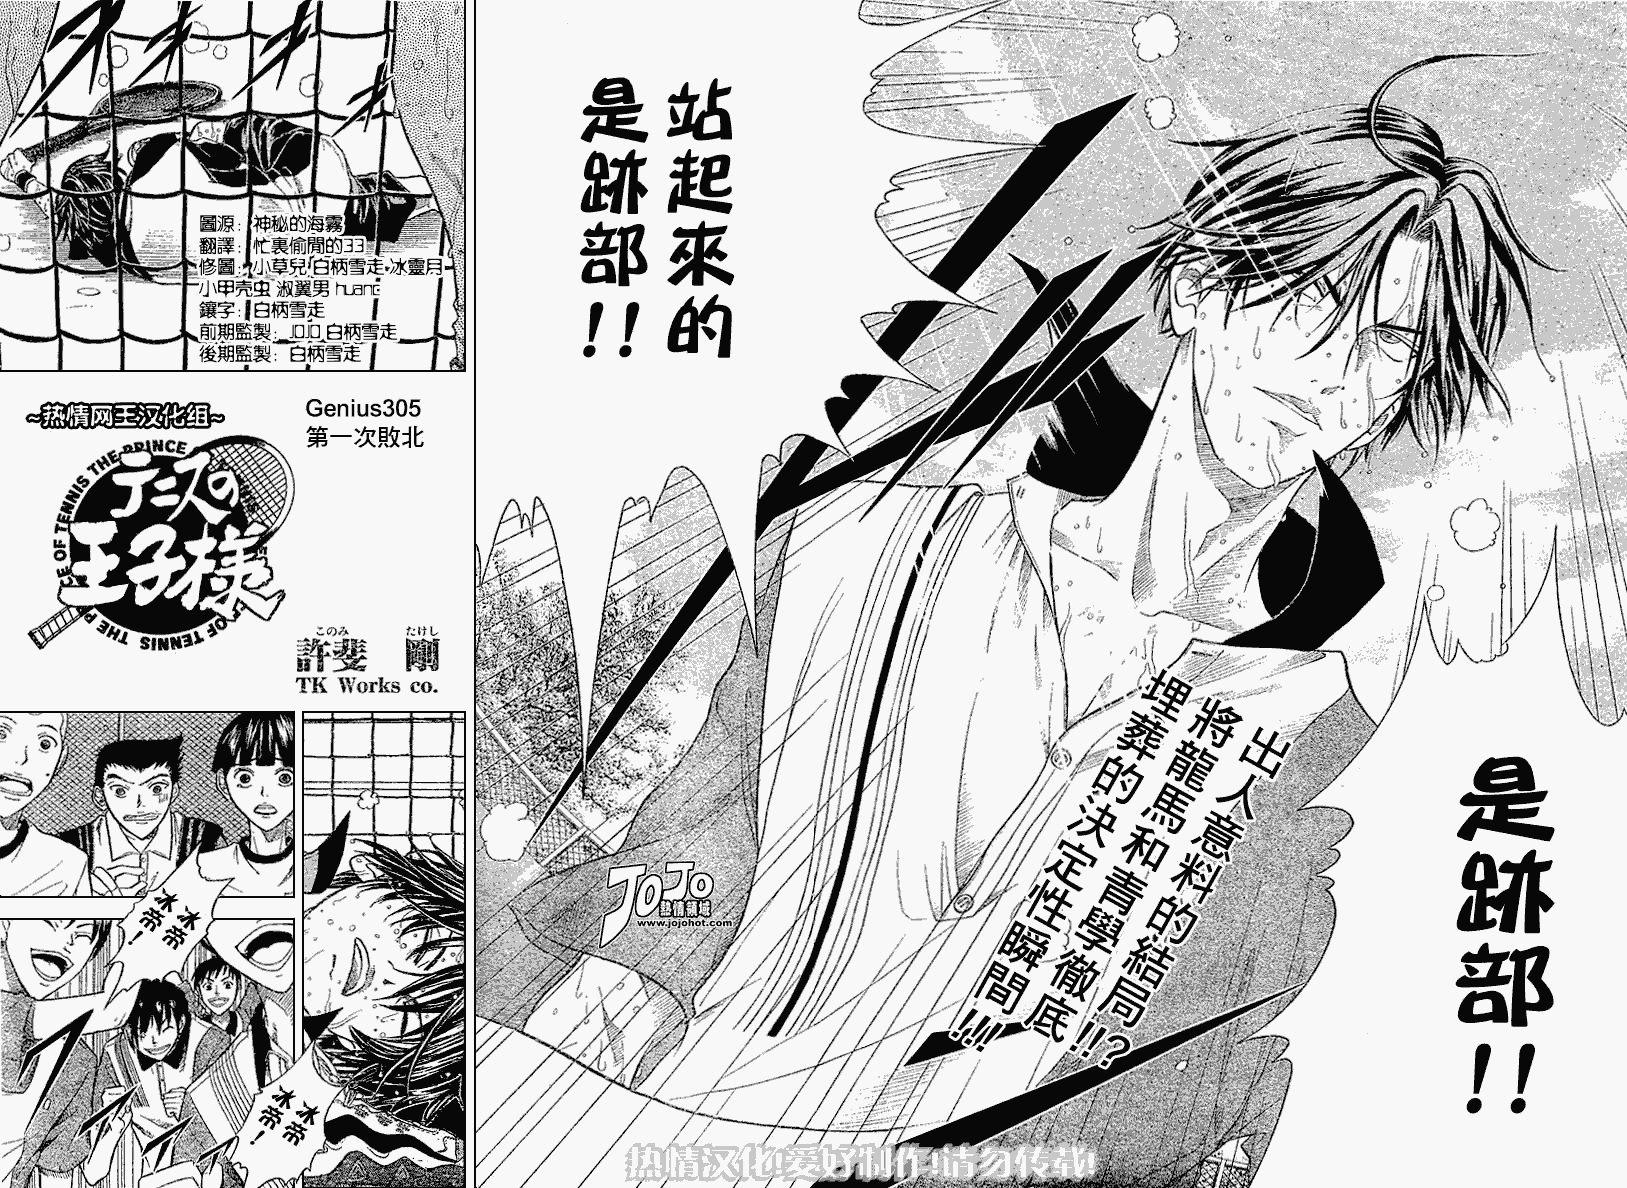 是跡部!!
站起來的
是跡部!!
出人意料的結局!?
將龍馬和青學徹底
埋葬的決定性瞬間!!!!
JOJO
熱情領域
www.jojohot.com
圖源：神秘的海霧
翻譯：忙裏偷閒的33
修圖：小草兒 白柄雪走 冰靈月
小甲壳虫 淑翼男 huang
鑲字：白柄雪走
前期監製：JOJO 白柄雪走
後期監製：白柄雪走
~热情网王汉化组~
Genius305
第一次敗北
THE PRINCE OF TENNIS
テニスの
王子様
THE PRINCE OF TENNIS
このみ たけし
許斐 剛
TK Works co.
冰帝
冰帝！
冰帝
冰帝！
热情汉化!爱好制作!请勿传载!